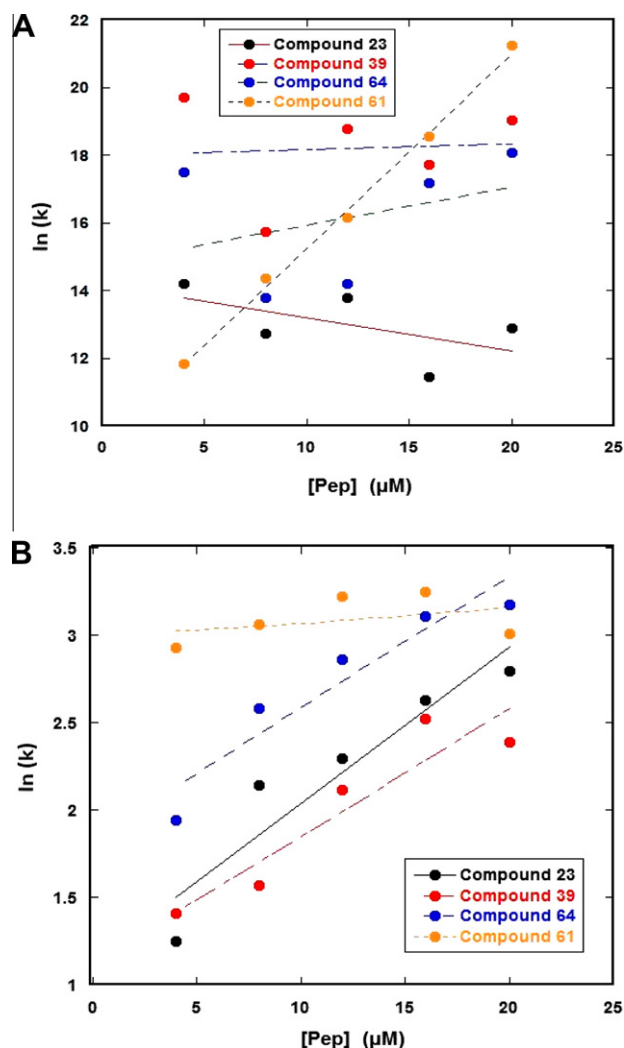 A
22
20
18
16
14
12
10
ln (k)
Compound 23
Compound 39
Compound 64
Compound 61
0 5 10 15 20 25
[Pep] (µM)
B
3.5
3
2.5
2
1.5
1
ln (k)
Compound 23
Compound 39
Compound 64
Compound 61
0 5 10 15 20 25
[Pep] (µM)